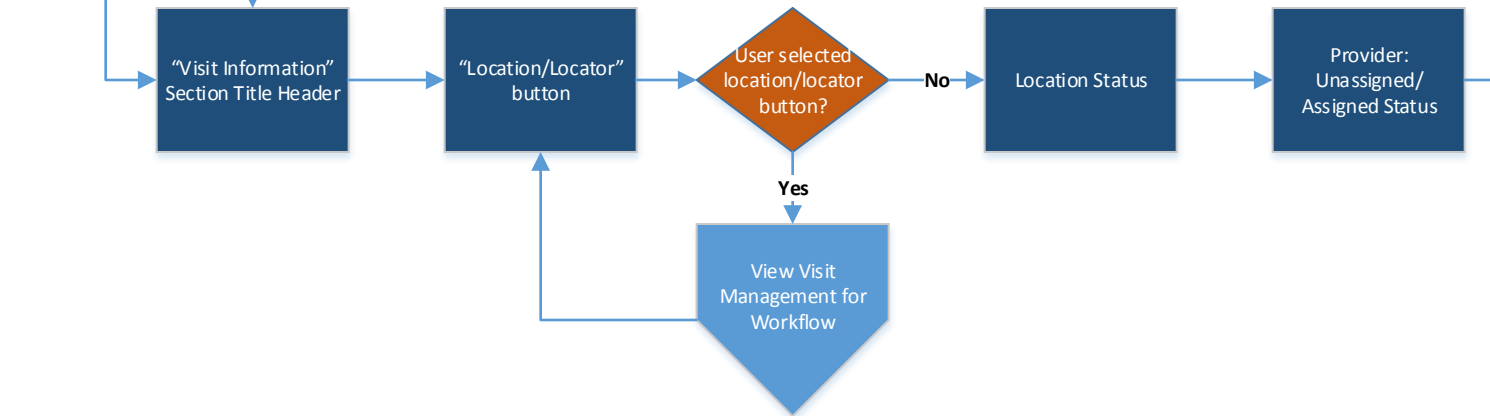 “Visit Information”
Section Title Header
“Location/Locator”
button
User selected
location/locator
button?
No
Location Status
Provider:
Unassigned/
Assigned Status
Yes
View Visit
Management for
Workflow